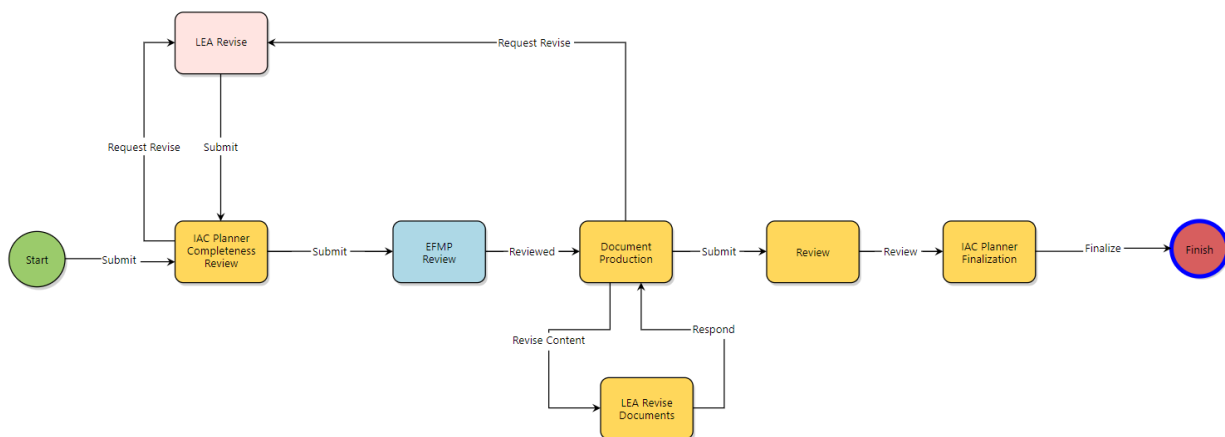 LEA Revise
Request Revise
Request Revise
Submit
Start
Submit
IAC Planner
Completeness
Review
Submit
EFMP
Review
Reviewed
Document
Production
Submit
Review
Review
IAC Planner
Finalization
Finalize
Finish
Revise Content
Respond
LEA Revise
Documents